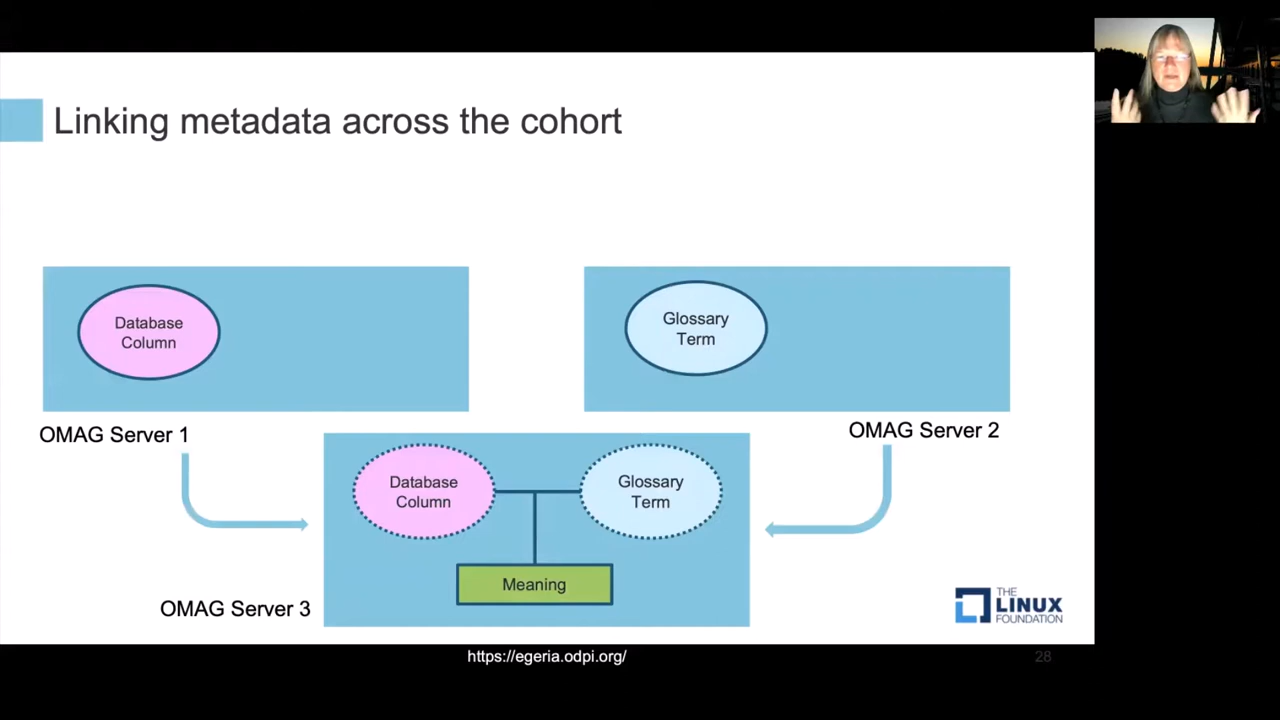 Linking metadata across the cohort
Database
Column
Glossary
Term
OMAG Server 1
OMAG Server 2
Database
Column
Glossary
Term
Meaning
OMAG Server 3
THE
LINUX
FOUNDATION
https://egeria.odpi.org/
28